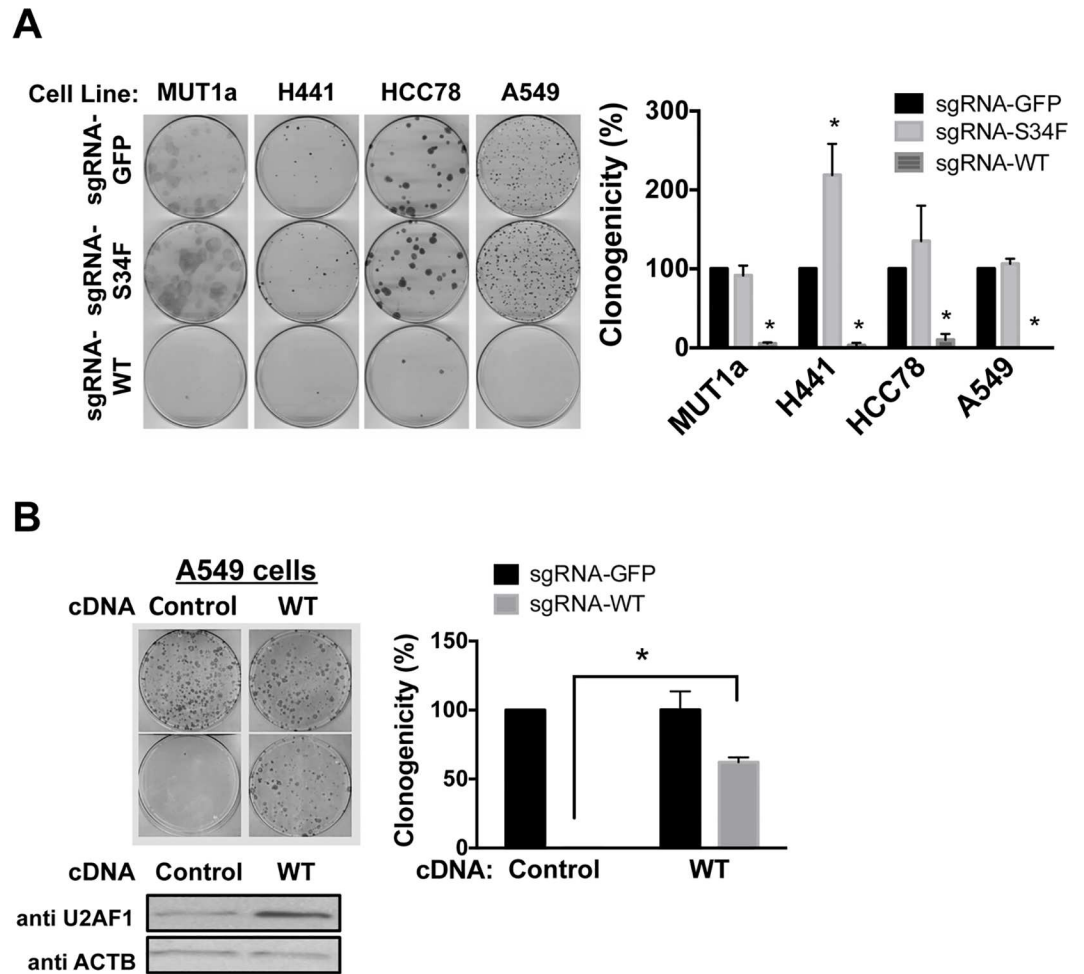 A
Cell Line: MUT1a H441 HCC78 A549
sgRNA-
GFP
sgRNA-
S34F
sgRNA-
WT
Clonogenicity (%)
300
200
100
0
sgRNA-GFP
sgRNA-S34F
sgRNA-WT
*
*
*
*
*
MUT1a H441 HCC78 A549
B
A549 cells
cDNA Control WT
sgRNA-GFP
sgRNA-WT
Clonogenicity (%)
150
100
50
0
*
cDNA: Control WT
cDNA Control WT
anti U2AF1
anti ACTB